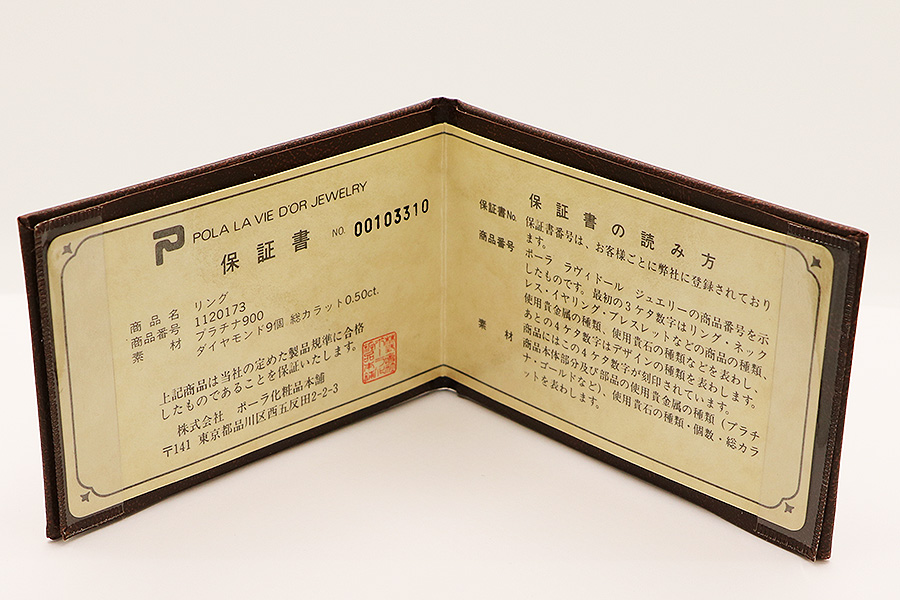 POLA LA VIE D'OR JEWELRY
保証書 NO. 00103310
商品名 リング
商品番号 1120173
素材 プラチナ900
ダイヤモンド9個 総カラット0.50ct.
上記商品は当社の定めた製品規準に合格
したものであることを保証いたします。
株式会社 ポーラ化粧品本舗
〒141 東京都品川区西五反田2-2-3
保証書の読み方
保証書No. 保証書番号は、お客様ごとに弊社に登録されており
ます。
商品番号 ポーラ ラヴィドール ジュエリーの商品番号を示
したものです。最初の3ケタ数字はリング・ネック
レス・イヤリング・ブレスレットなどの商品の種類、
使用貴金属の種類、使用貴石の種類などを表わし、
あとの4ケタ数字はデザインの種類を表わします。
商品にはこの4ケタ数字が刻印されています。
素材 商品本体部分及び部品の使用貴金属の種類(プラチ
ナ・ゴールドなど)、使用貴石の種類・個数・総カラ
ットを表わします。